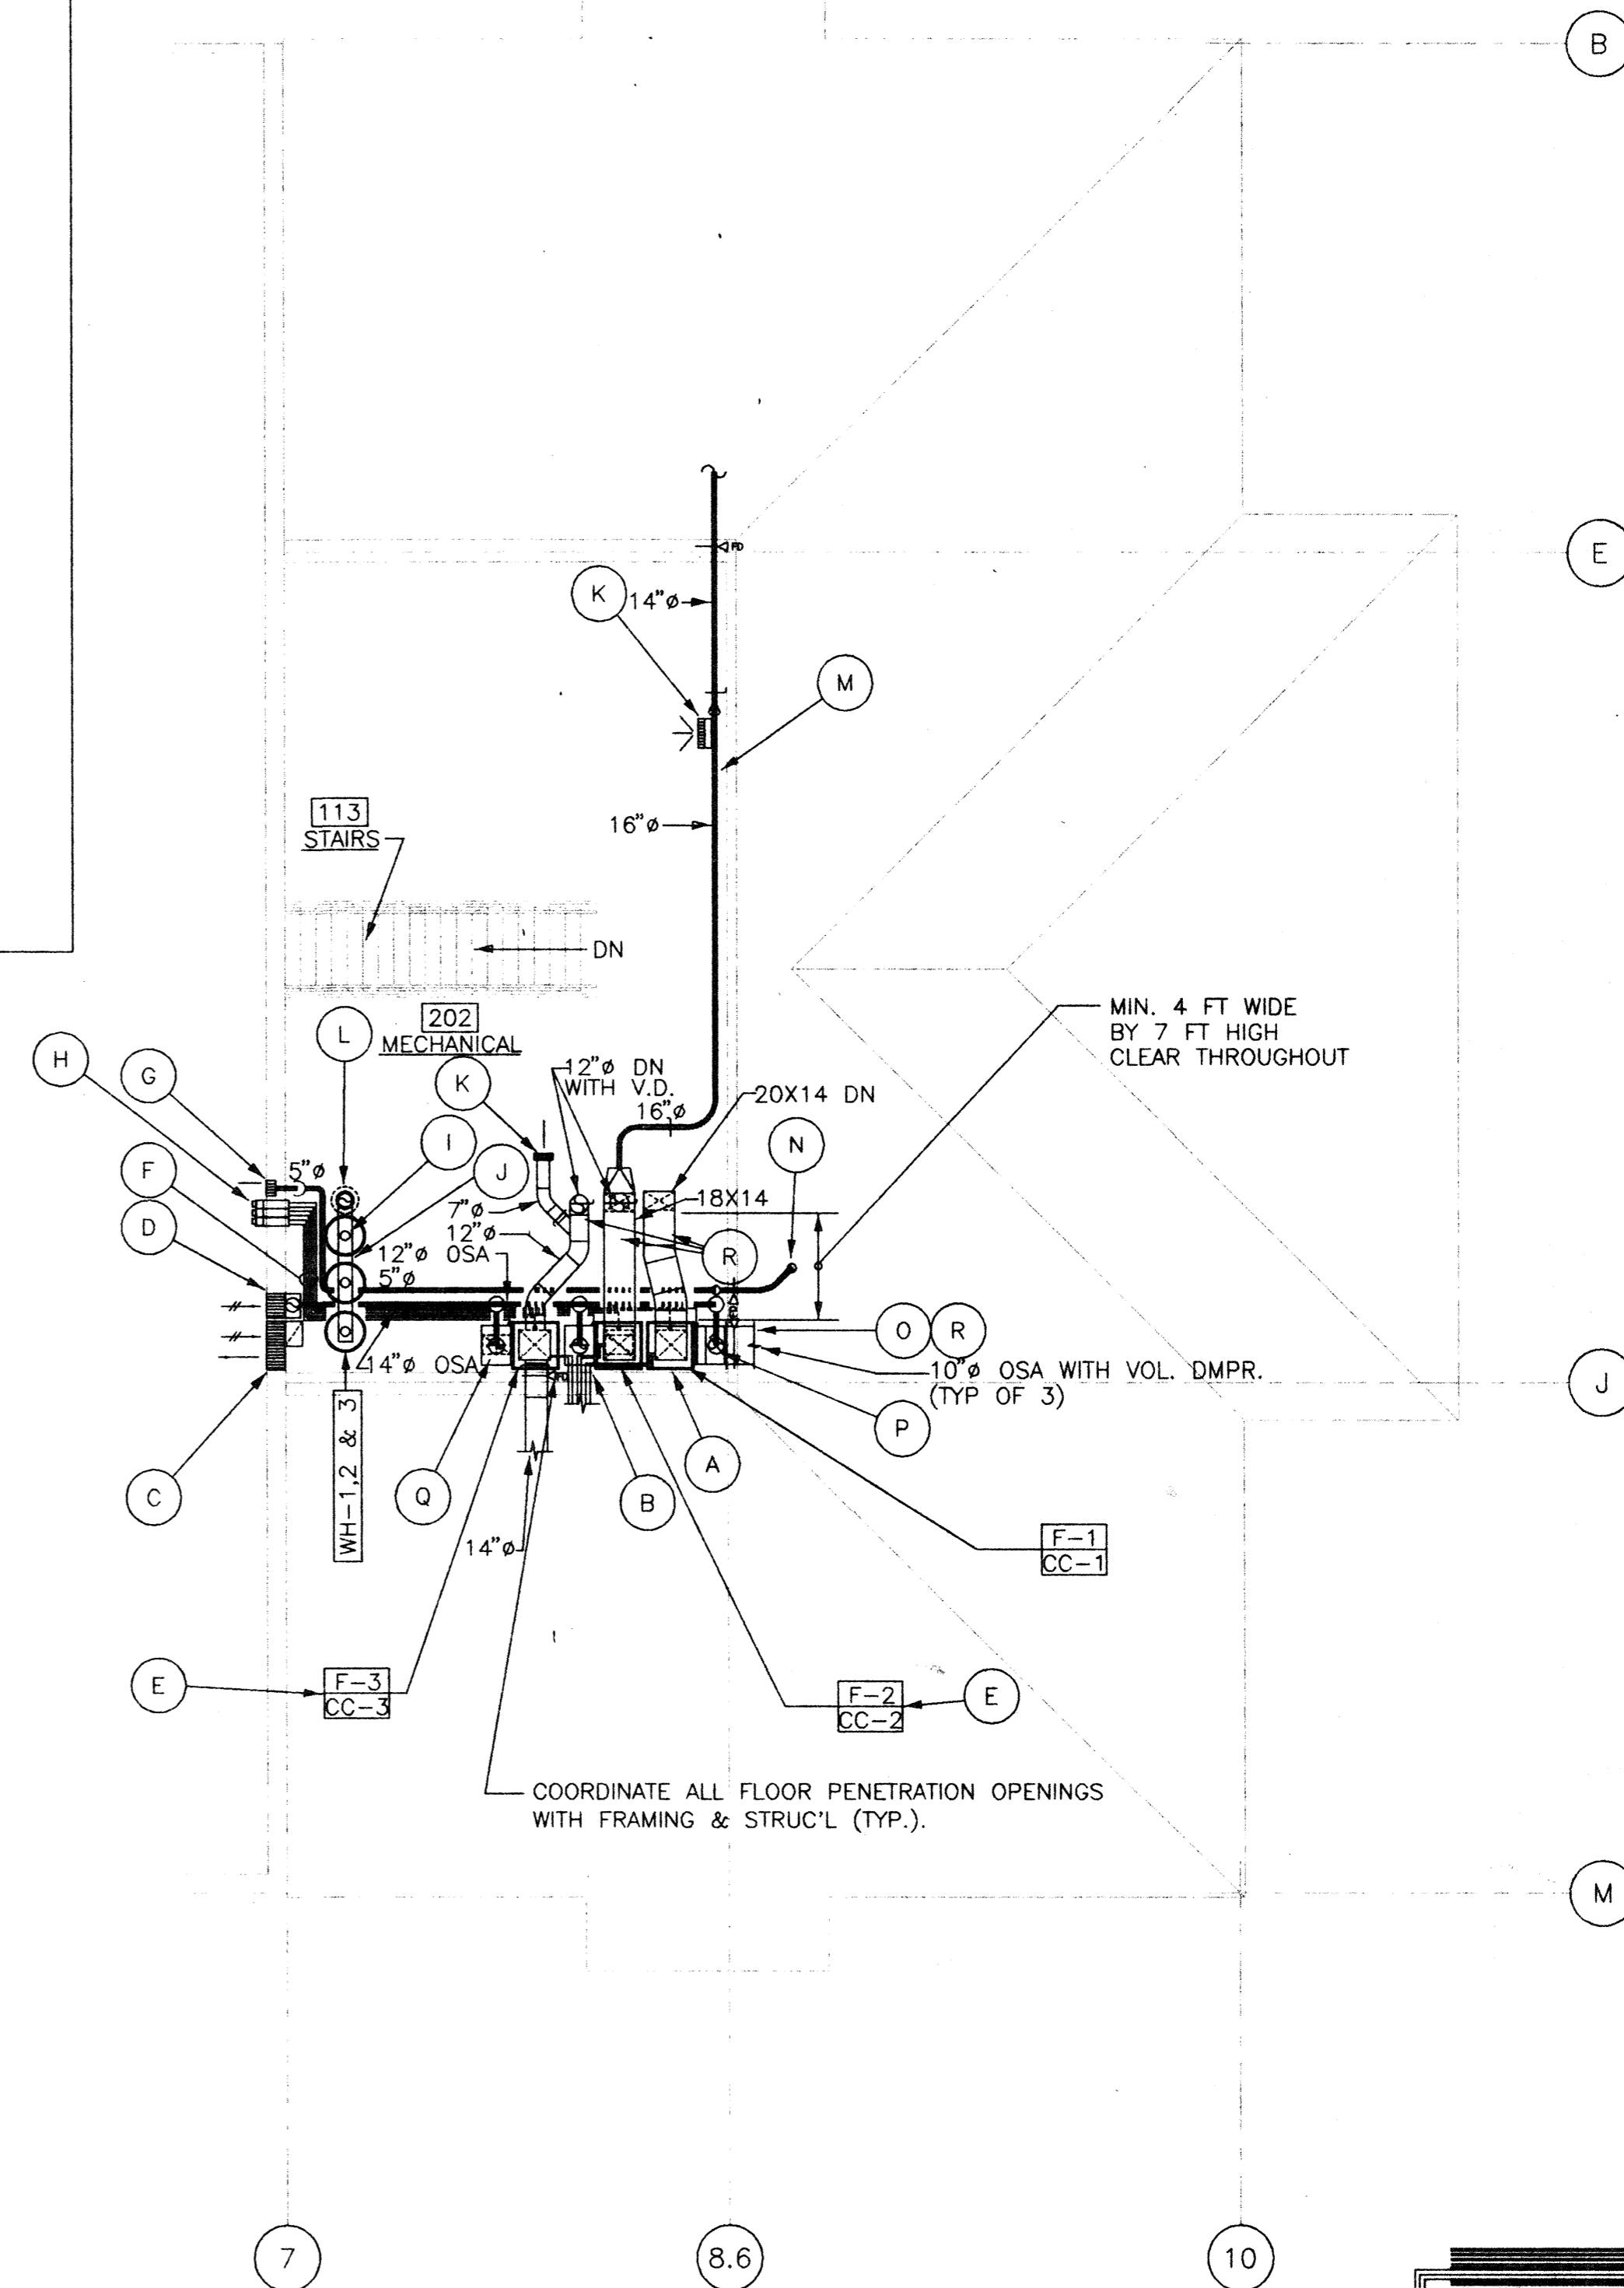 B
E
K
14"ø
FD
M
16"ø
113
STAIRS
DN
202
MECHANICAL
MIN. 4 FT WIDE
BY 7 FT HIGH
CLEAR THROUGHOUT
L
H
G
K
12"ø DN
WITH V.D.
16"ø
20X14 DN
N
I
F
5"ø
J
18X14
7"ø
D
12"ø
OSA
12"ø
R
5"ø
O
R
14"ø OSA
10"ø OSA WITH VOL. DMPR.
(TYP OF 3)
J
P
WH-1,2 & 3
A
C
Q
B
14"ø
F-1
CC-1
E
F-3
CC-3
F-2
CC-2
E
COORDINATE ALL FLOOR PENETRATION OPENINGS
WITH FRAMING & STRUC'L (TYP.).
M
7
8.6
10